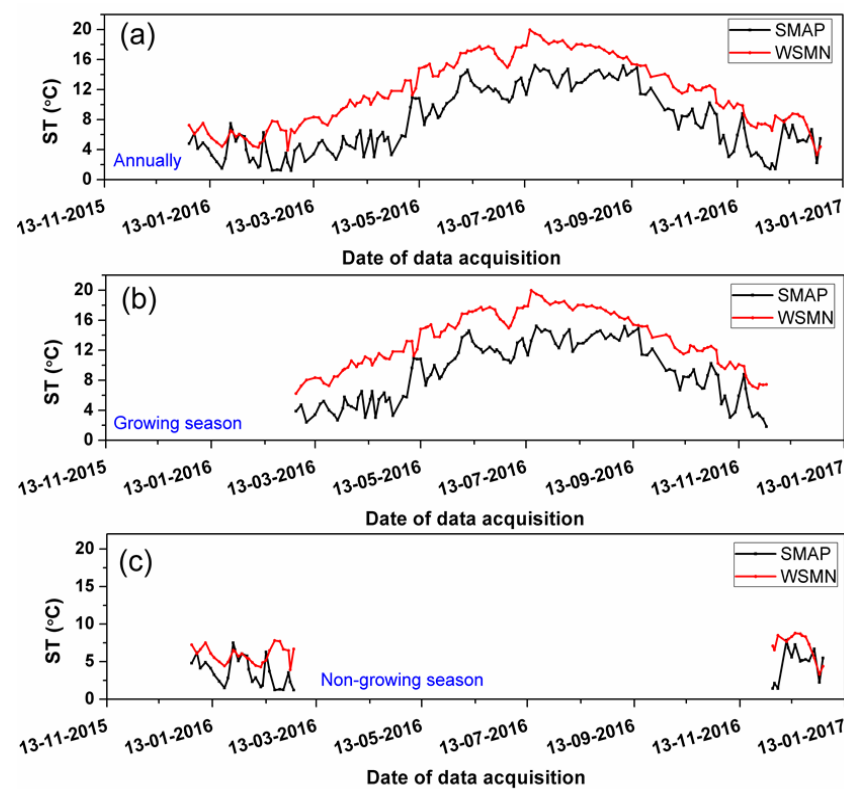 (a)
SMAP
WSMN
20
16
12
8
4
0
ST (°C)
Annually
13-11-2015
13-01-2016
13-03-2016
13-05-2016
13-07-2016
13-09-2016
13-11-2016
13-01-2017
Date of data acquisition
(b)
SMAP
WSMN
20
16
12
8
4
0
ST (°C)
Growing season
13-11-2015
13-01-2016
13-03-2016
13-05-2016
13-07-2016
13-09-2016
13-11-2016
13-01-2017
Date of data acquisition
(c)
SMAP
WSMN
20
15
10
5
0
ST (°C)
Non-growing season
13-11-2015
13-01-2016
13-03-2016
13-05-2016
13-07-2016
13-09-2016
13-11-2016
13-01-2017
Date of data acquisition